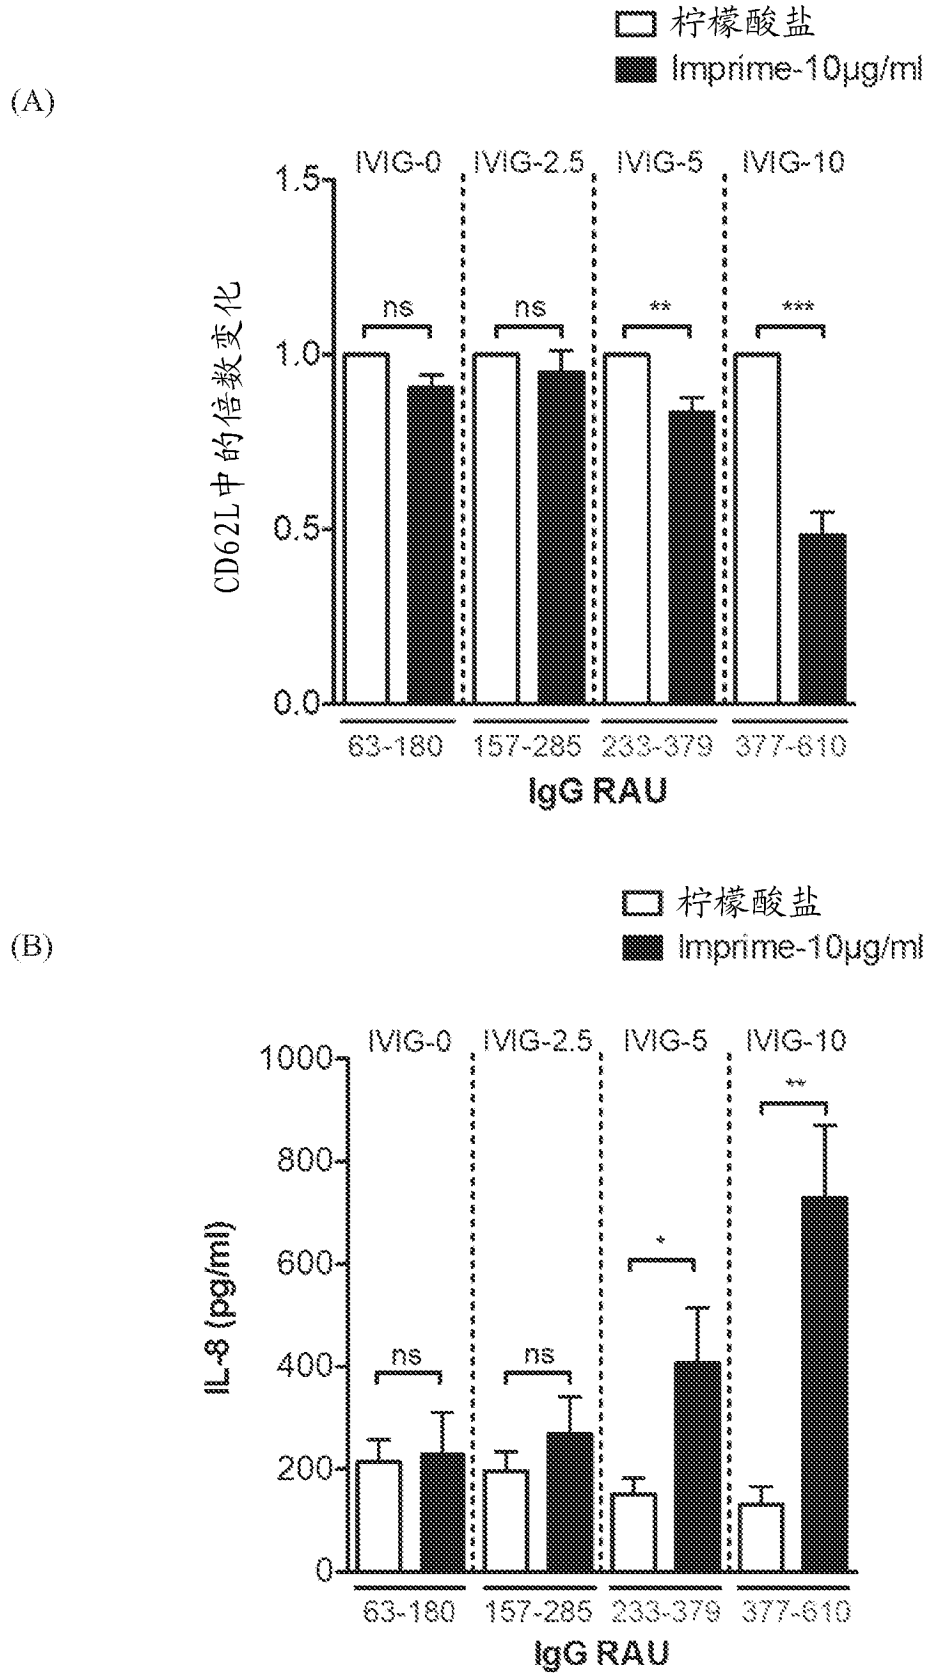 柠檬酸盐
Imprime-10µg/ml
(A)
IVIG-0 IVIG-2.5 IVIG-5 IVIG-10
1.5
ns ns ** ***
1.0
CD62L中的倍数变化
0.5
0.0
63-180 157-285 233-379 377-610
IgG RAU
柠檬酸盐
(B)
Imprime-10µg/ml
IVIG-0 IVIG-2.5 IVIG-5 IVIG-10
1000
**
800
600
*
IL-8 (pg/ml)
400
ns ns
200
0
63-180 157-285 233-379 377-610
IgG RAU